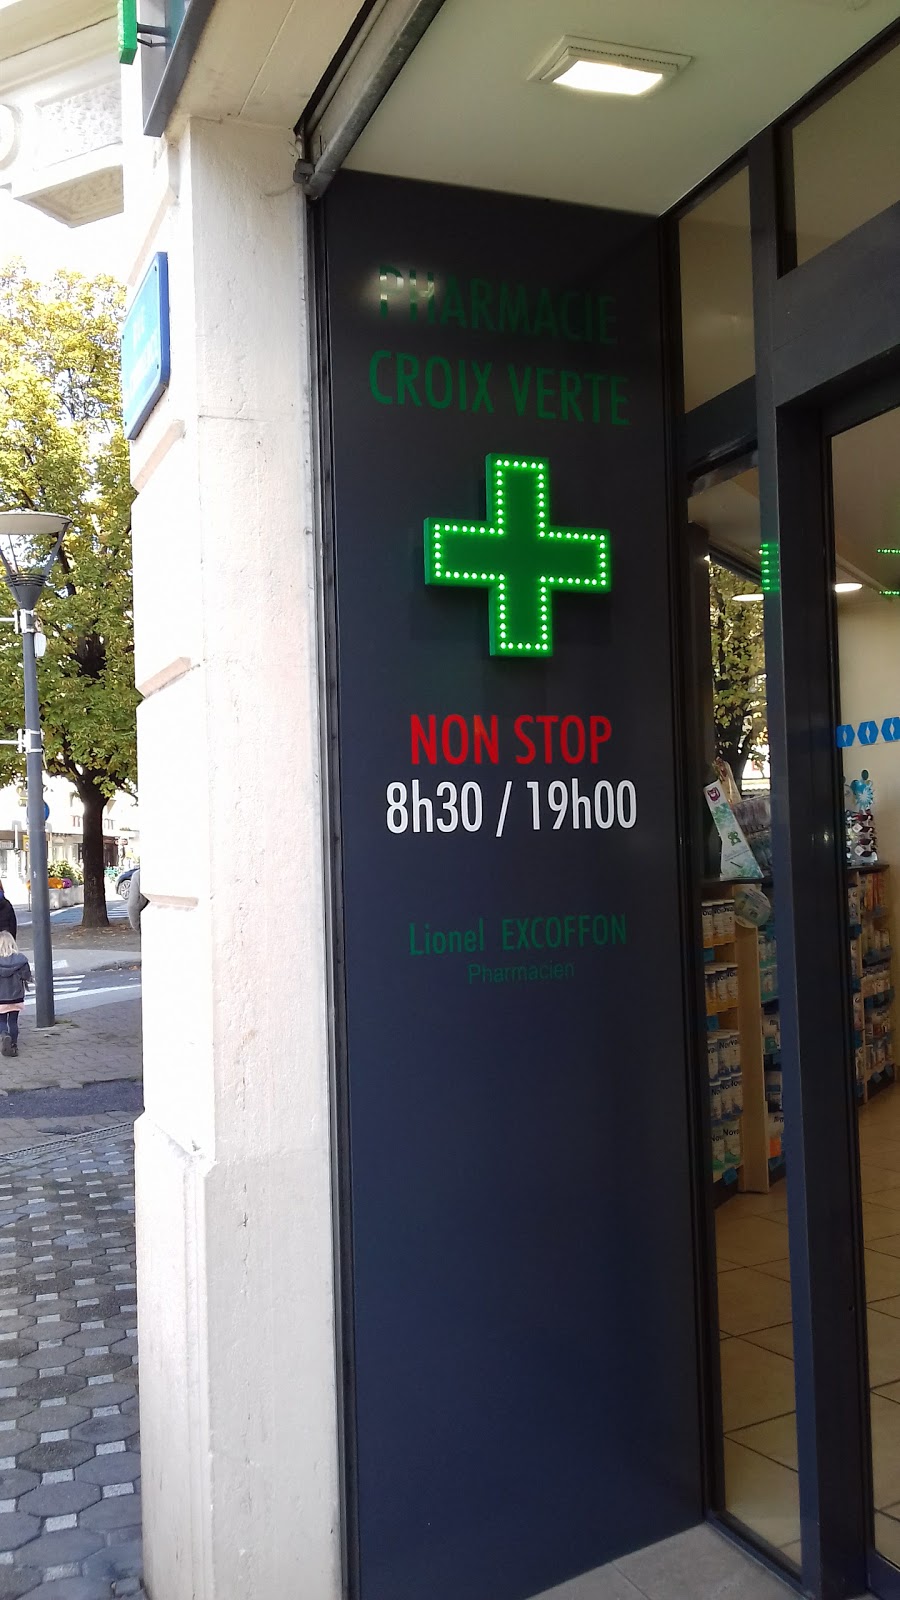 PHARMACIE
CROIX VERTE
NON STOP
8h30 / 19h00
Lionel EXCOFFON
Pharmacien